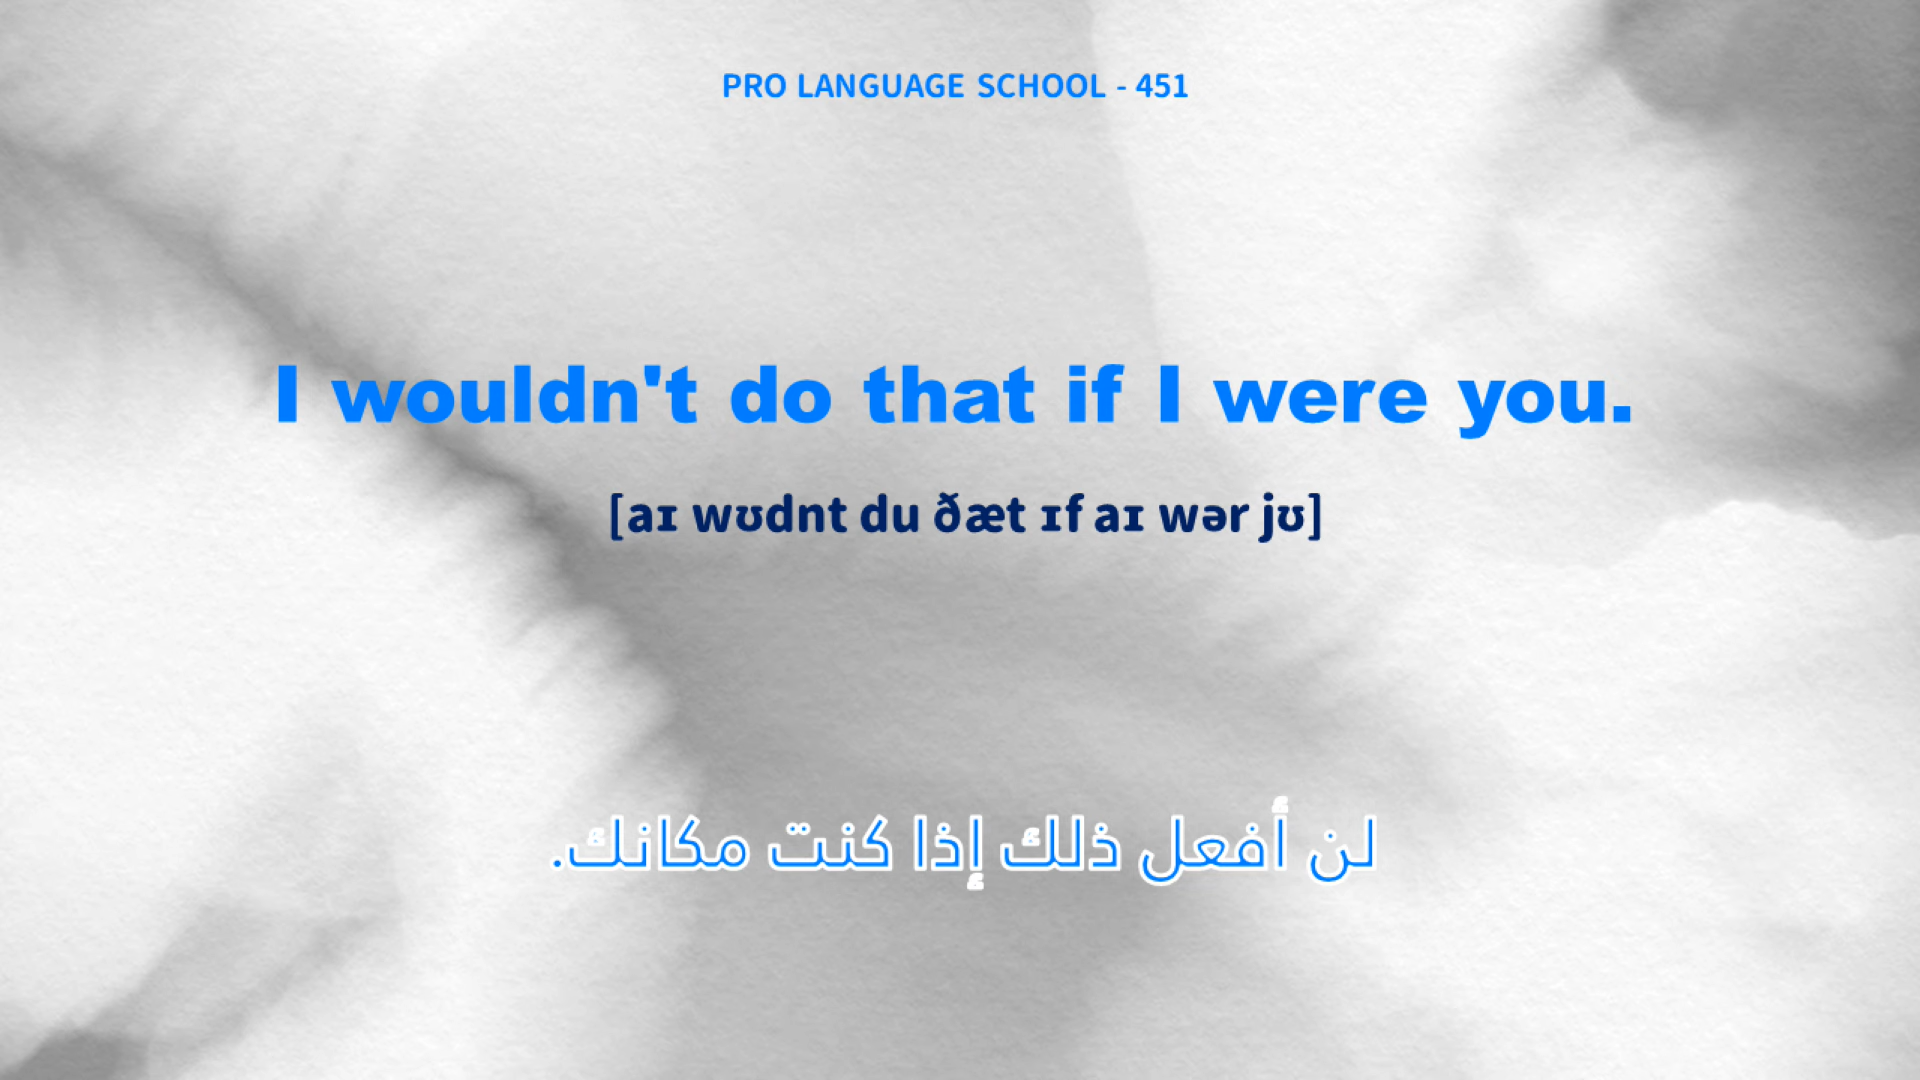 PRO LANGUAGE SCHOOL - 451
I wouldn't do that if I were you.
[aɪ wʊdnt du ðæt ɪf aɪ wər jʊ]
لن أفعل ذلك إذا كنت مكانك.